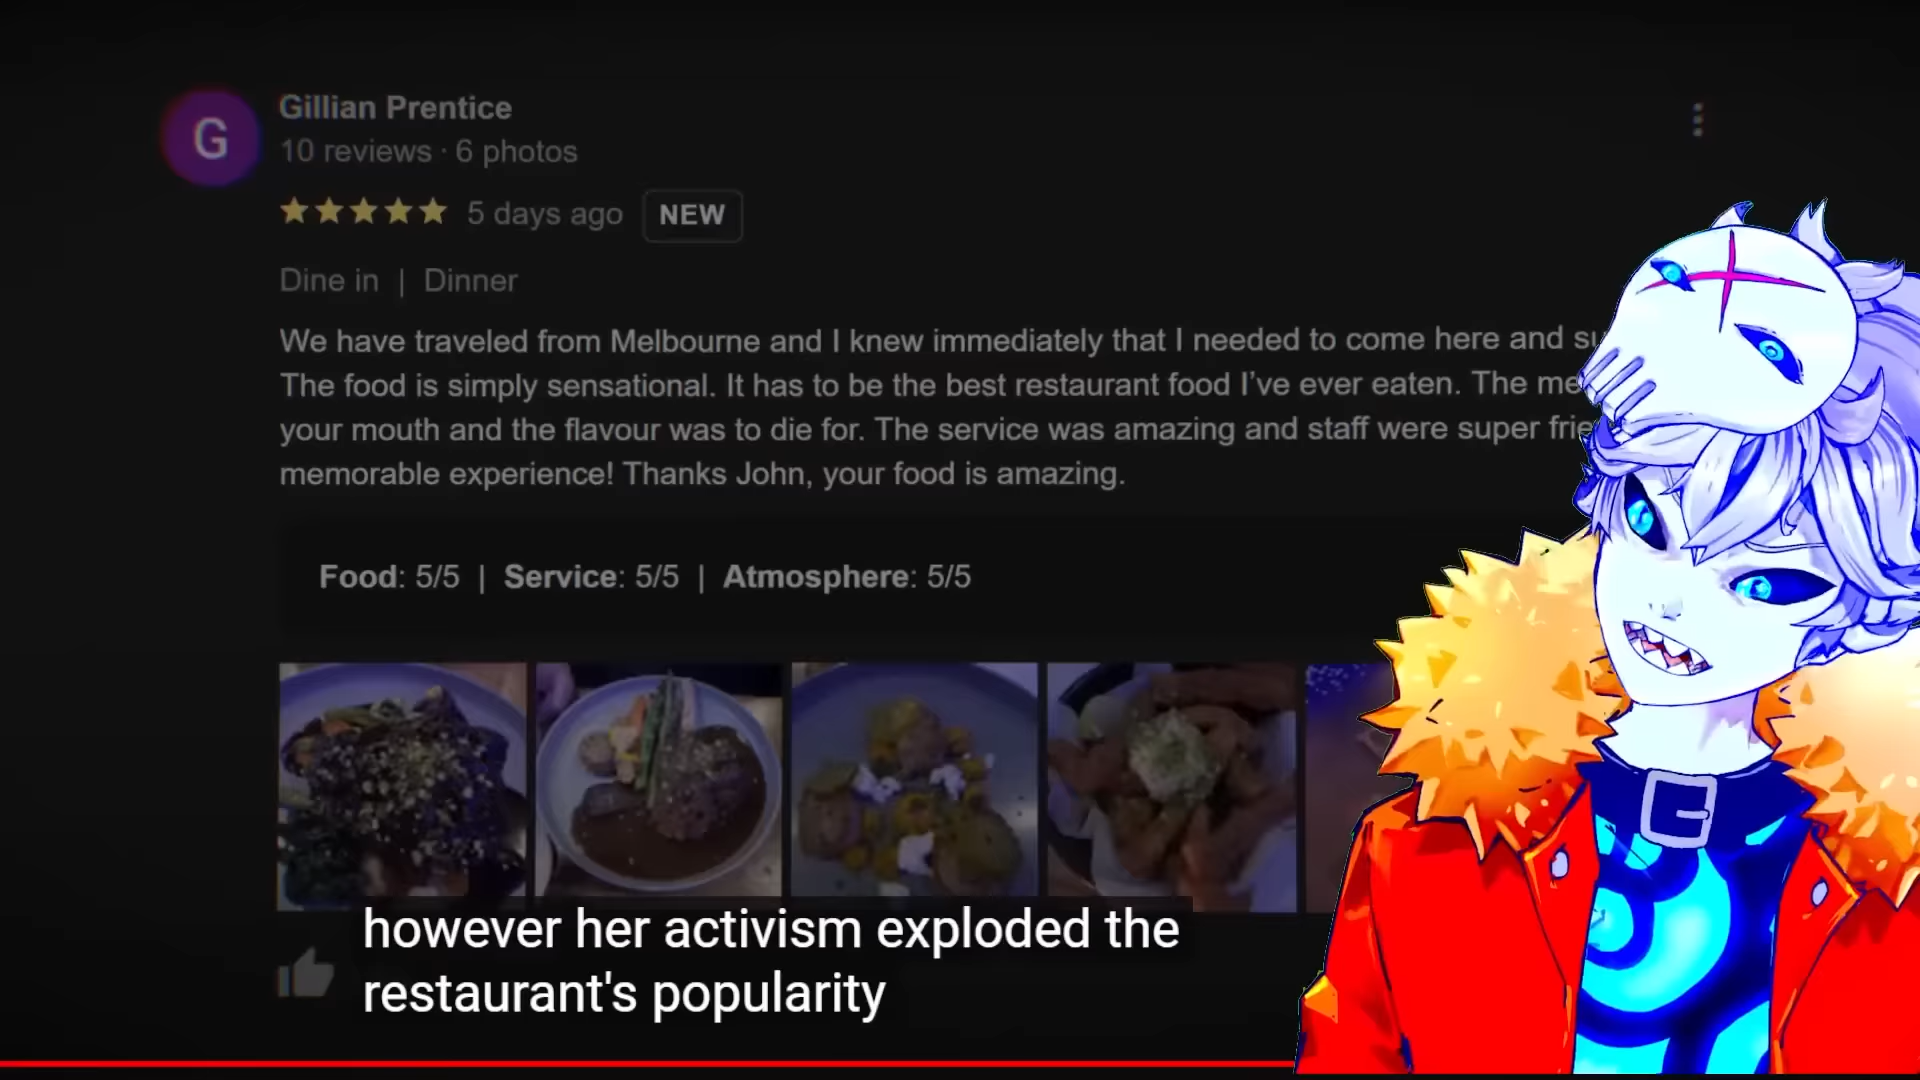 G
Gillian Prentice
10 reviews · 6 photos
5 days ago NEW
Dine in | Dinner
We have traveled from Melbourne and I knew immediately that I needed to come here and
The food is simply sensational. It has to be the best restaurant food I’ve ever eaten. The
your mouth and the flavour was to die for. The service was amazing and staff were super
memorable experience! Thanks John, your food is amazing.
Food: 5/5 | Service: 5/5 | Atmosphere: 5/5
however her activism exploded the
restaurant's popularity